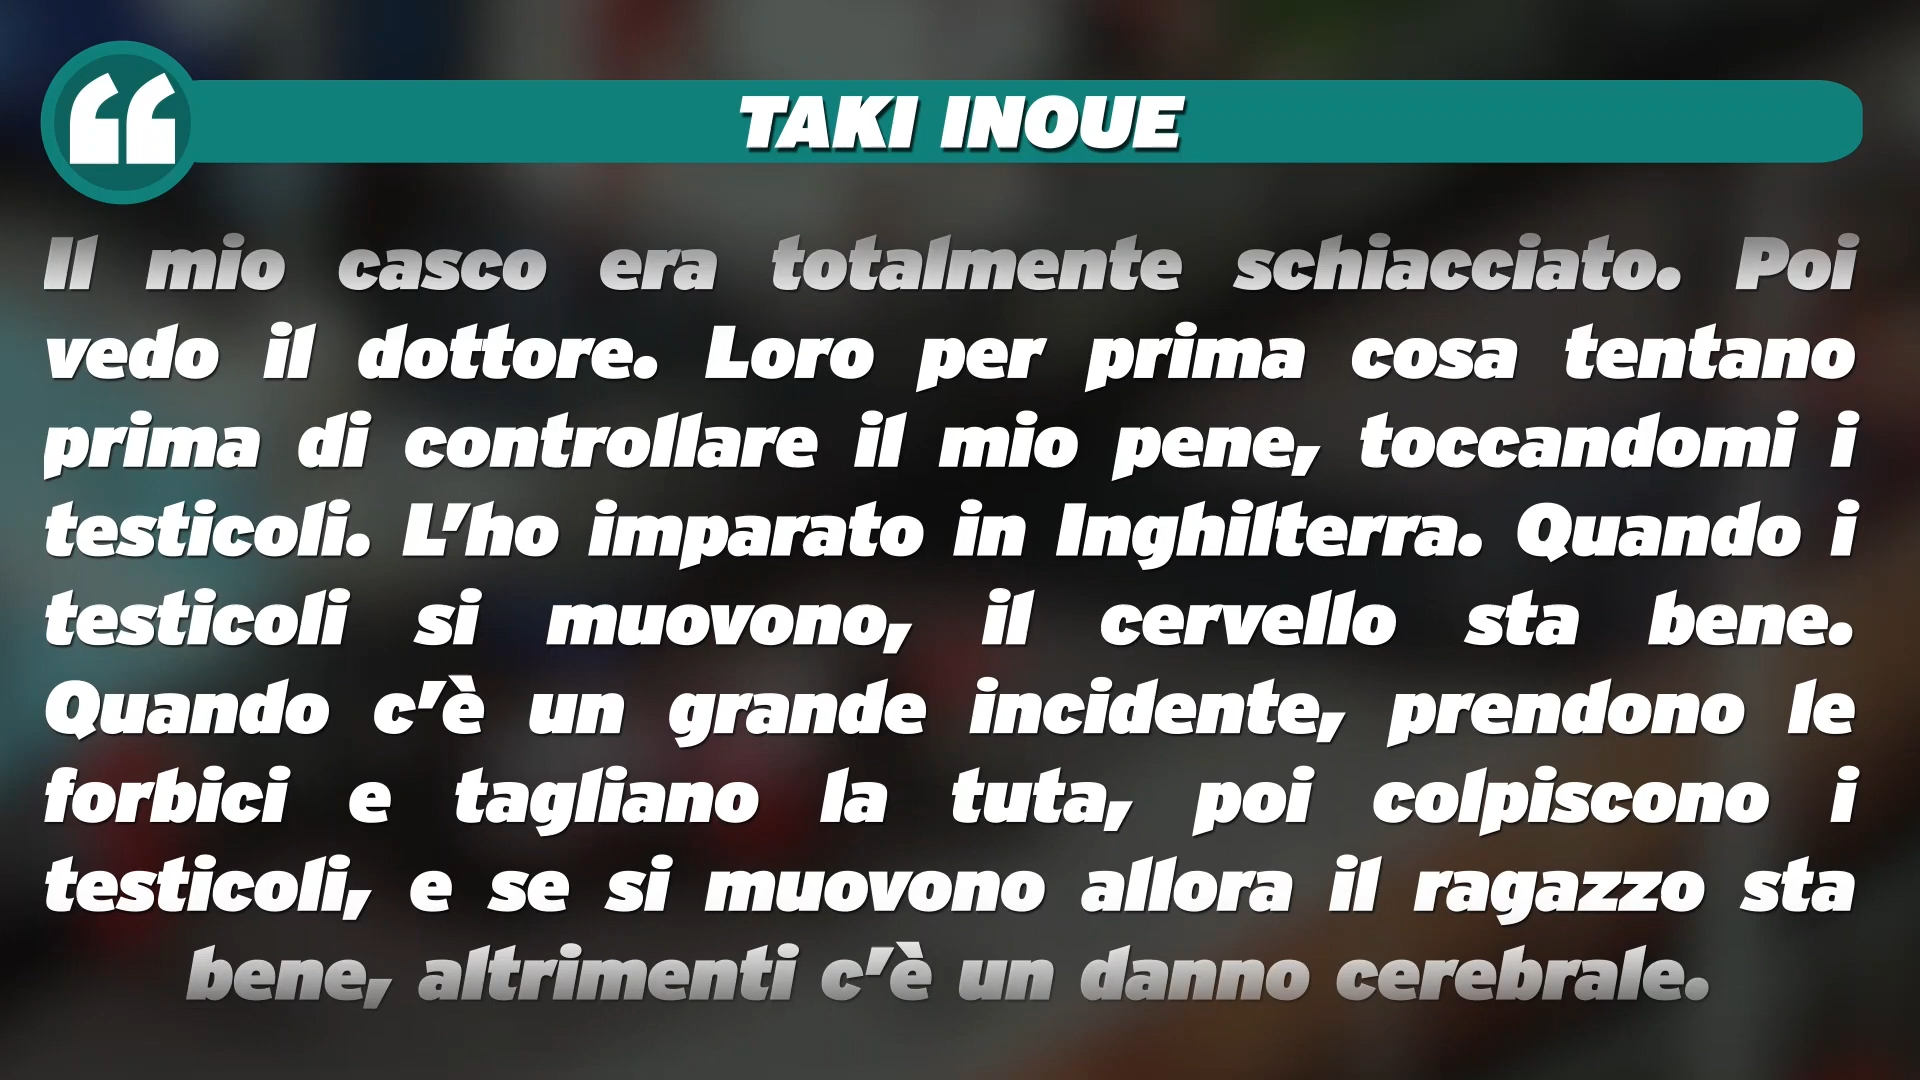 TAKI INOUE
Il mio casco era totalmente schiacciato. Poi
vedo il dottore. Loro per prima cosa tentano
prima di controllare il mio pene, toccandomi i
testicoli. L’ho imparato in Inghilterra. Quando i
testicoli si muovono, il cervello sta bene.
Quando c’è un grande incidente, prendono le
forbici e tagliano la tuta, poi colpiscono i
testicoli, e se si muovono allora il ragazzo sta
bene, altrimenti c’è un danno cerebrale.